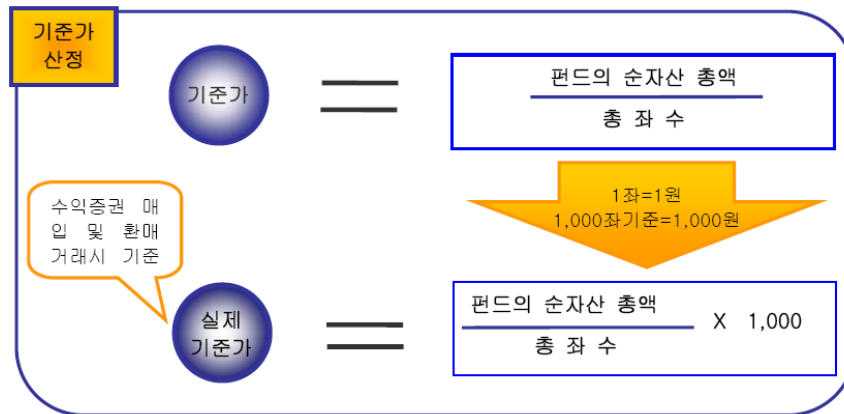 기준가
산정
기준가
펀드의 순자산 총액
총 좌 수
1좌=1원
1,000좌기준=1,000원
수익증권 매
입 및 환매
거래시 기준
실제
기준가
펀드의 순자산 총액
X 1,000
총 좌 수